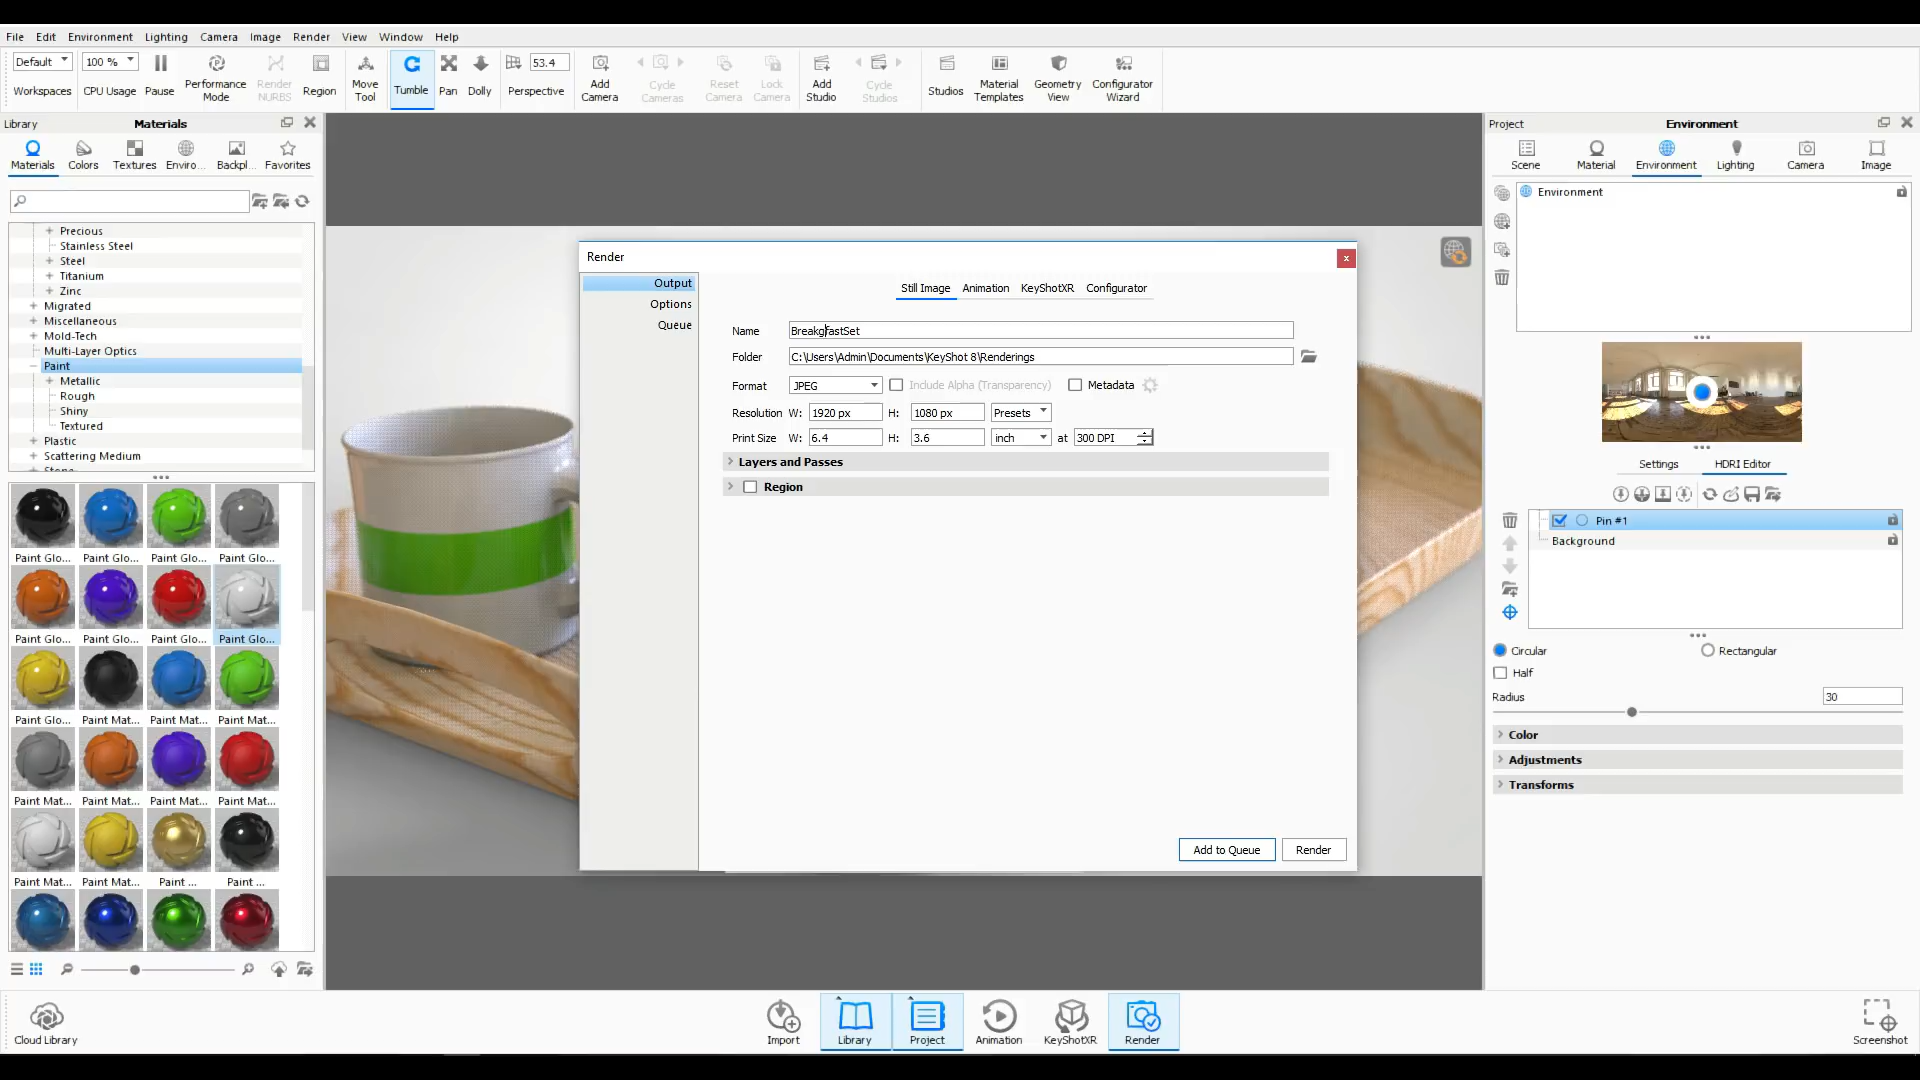 File Edit Environment Lighting Camera Image Render View Window Help
Default 100 % 53.4
Workspaces CPU Usage Pause Performance Mode Render NURBS Region Move Tool Tumble Pan Dolly Perspective Add Camera Cycle Cameras Reset Camera Lock Camera Add Studio Cycle Studios Studios Material Templates Geometry View Configurator Wizard
Library Materials
Materials Colors Textures Enviro... Backpl... Favorites
Precious
Stainless Steel
Steel
Titanium
Zinc
Migrated
Miscellaneous
Mold-Tech
Multi-Layer Optics
Paint
Metallic
Rough
Shiny
Textured
Plastic
Scattering Medium
Paint Glo... Paint Glo... Paint Glo... Paint Glo...
Paint Glo... Paint Glo... Paint Glo... Paint Glo...
Paint Glo... Paint Mat... Paint Mat... Paint Mat...
Paint Mat... Paint Mat... Paint Mat... Paint Mat...
Paint Mat... Paint Mat... Paint ... Paint ...
Render
Output
Options
Queue
Still Image Animation KeyShotXR Configurator
Name BreakgfastSet
Folder C:\Users\Admin\Documents\KeyShot 8\Renderings
Format JPEG Include Alpha (Transparency) Metadata
Resolution W: 1920 px H: 1080 px Presets
Print Size W: 6.4 H: 3.6 inch at 300 DPI
Layers and Passes
Region
Add to Queue Render
Project Environment
Scene Material Environment Lighting Camera Image
Environment
Settings HDRI Editor
Pin #1
Background
Circular Rectangular
Half
Radius 30
Color
Adjustments
Transforms
Cloud Library Import Library Project Animation KeyShotXR Render Screenshot